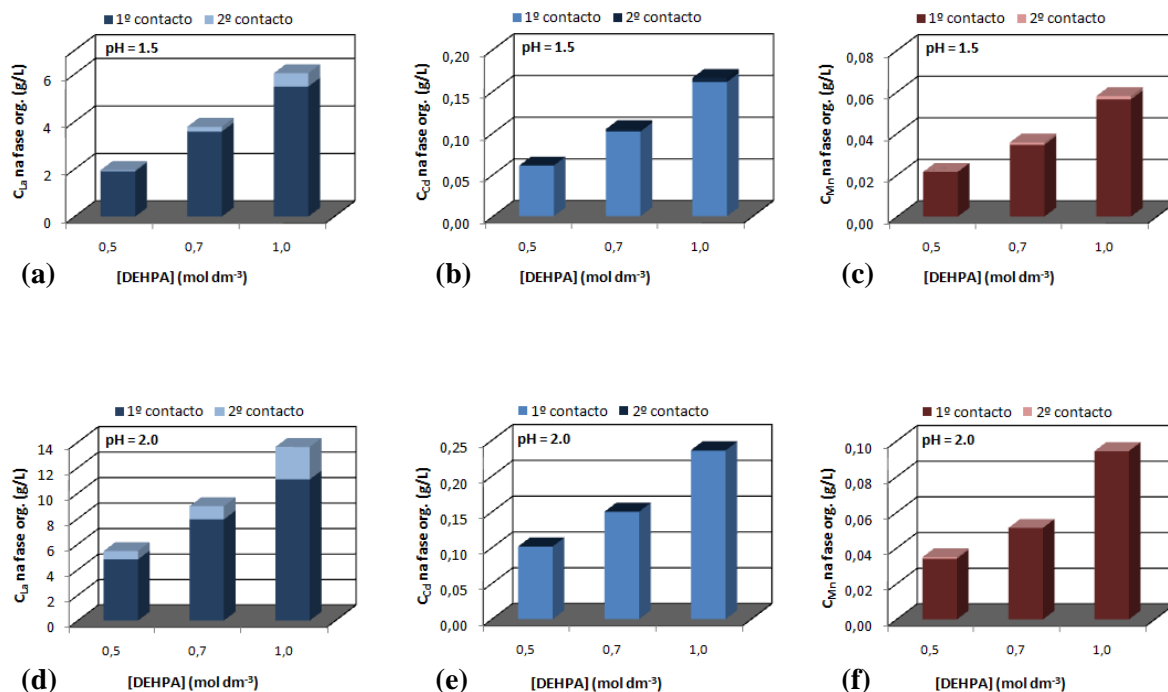 1º contacto 2º contacto
pH = 1.5
C_La na fase org. (g/L)
6
4
2
0
0,5 0,7 1,0
[DEHPA] (mol dm⁻³)
(a)
1º contacto 2º contacto
pH = 1.5
C_Cd na fase org. (g/L)
0,20
0,15
0,10
0,05
0,00
0,5 0,7 1,0
[DEHPA] (mol dm⁻³)
(b)
1º contacto 2º contacto
pH = 1.5
C_Mn na fase org. (g/L)
0,08
0,06
0,04
0,02
0,00
0,5 0,7 1,0
[DEHPA] (mol dm⁻³)
(c)
1º contacto 2º contacto
pH = 2.0
C_La na fase org. (g/L)
14
12
10
8
6
4
2
0
0,5 0,7 1,0
[DEHPA] (mol dm⁻³)
(d)
1º contacto 2º contacto
pH = 2.0
C_Cd na fase org. (g/L)
0,25
0,20
0,15
0,10
0,05
0,00
0,5 0,7 1,0
[DEHPA] (mol dm⁻³)
(e)
1º contacto 2º contacto
pH = 2.0
C_Mn na fase org. (g/L)
0,10
0,08
0,06
0,04
0,02
0,00
0,5 0,7 1,0
[DEHPA] (mol dm⁻³)
(f)